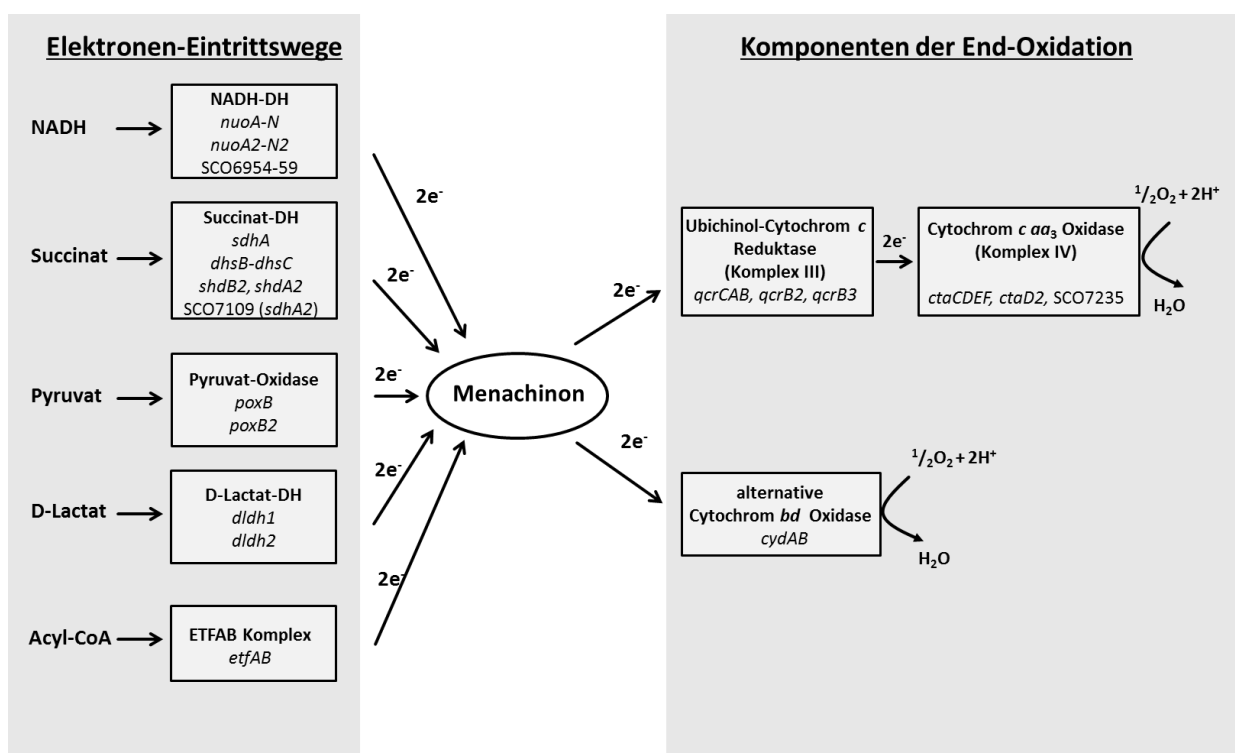 Elektronen-Eintrittswege
NADH
NADH-DH
nuoA-N
nuoA2-N2
SCO6954-59
Succinat
Succinat-DH
sdhA
dhsB-dhsC
shdB2, shdA2
SCO7109 (sdhA2)
Pyruvat
Pyruvat-Oxidase
poxB
poxB2
D-Lactat
D-Lactat-DH
dldh1
dldh2
Acyl-CoA
ETFAB Komplex
etfAB
2e-
2e-
2e-
2e-
2e-
Menachinon
2e-
2e-
Komponenten der End-Oxidation
Ubichinol-Cytochrom c
Reduktase
(Komplex III)
qcrCAB, qcrB2, qcrB3
2e-
Cytochrom c aa3 Oxidase
(Komplex IV)
ctaCDEF, ctaD2, SCO7235
1/2O2 + 2H+
H2O
alternative
Cytochrom bd Oxidase
cydAB
1/2O2 + 2H+
H2O